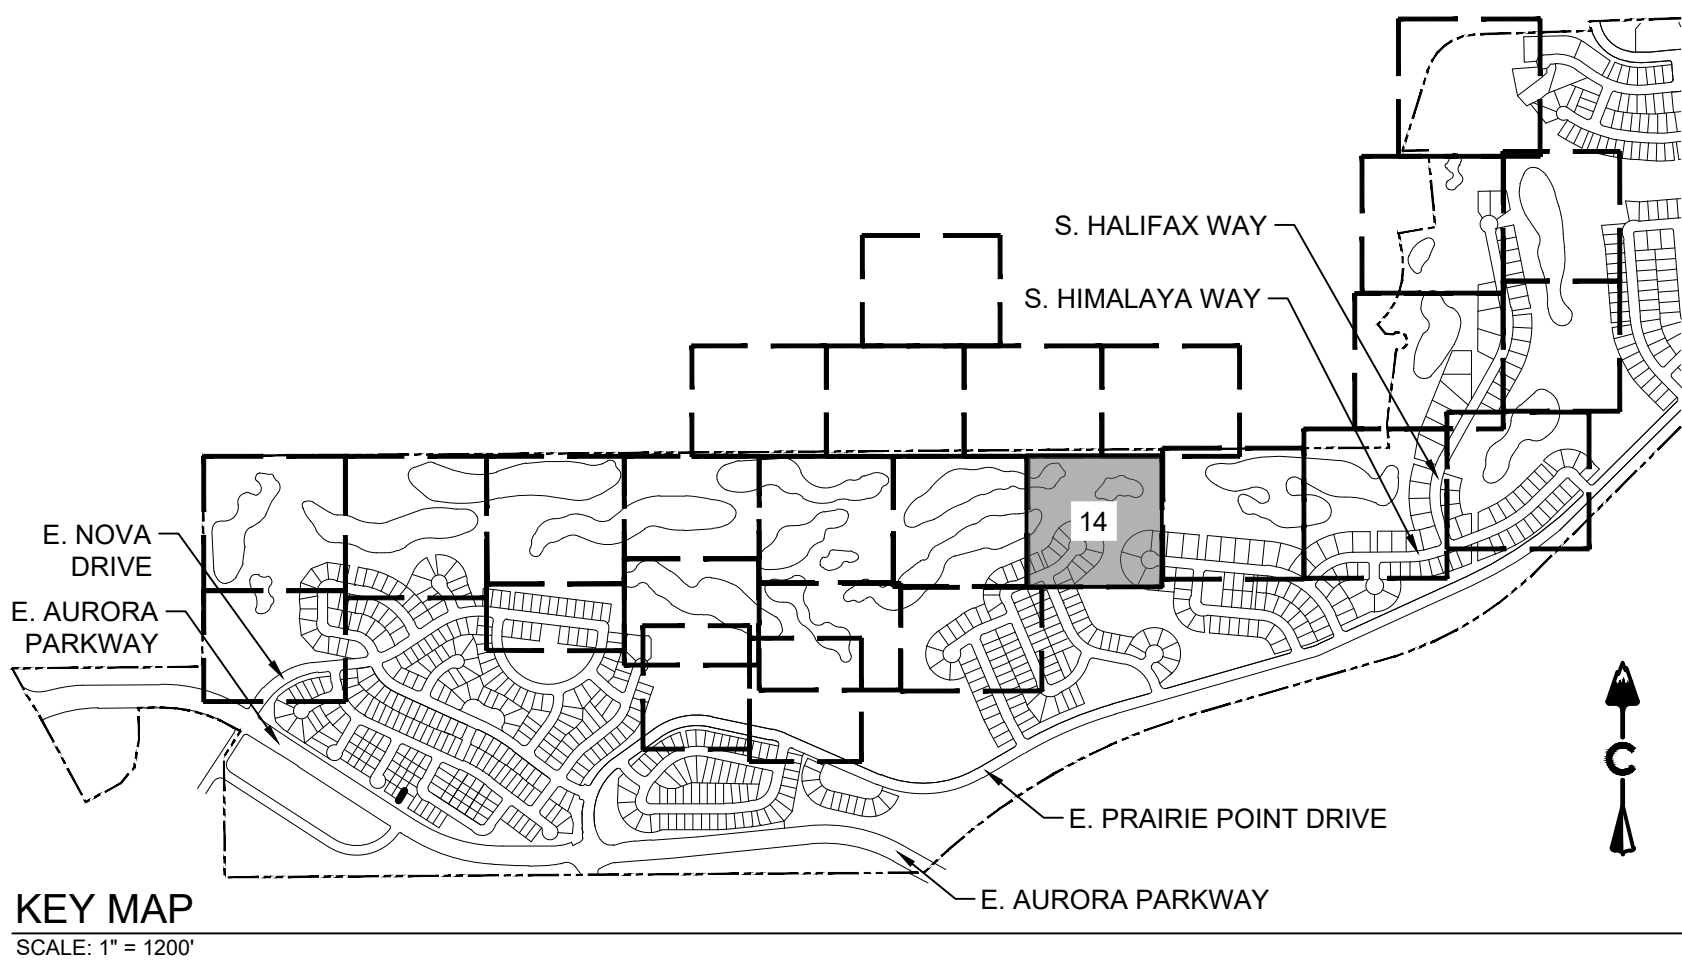 S. HALIFAX WAY
S. HIMALAYA WAY
14
E. NOVA
DRIVE
E. AURORA
PARKWAY
C
E. PRAIRIE POINT DRIVE
E. AURORA PARKWAY
KEY MAP
SCALE: 1" = 1200'